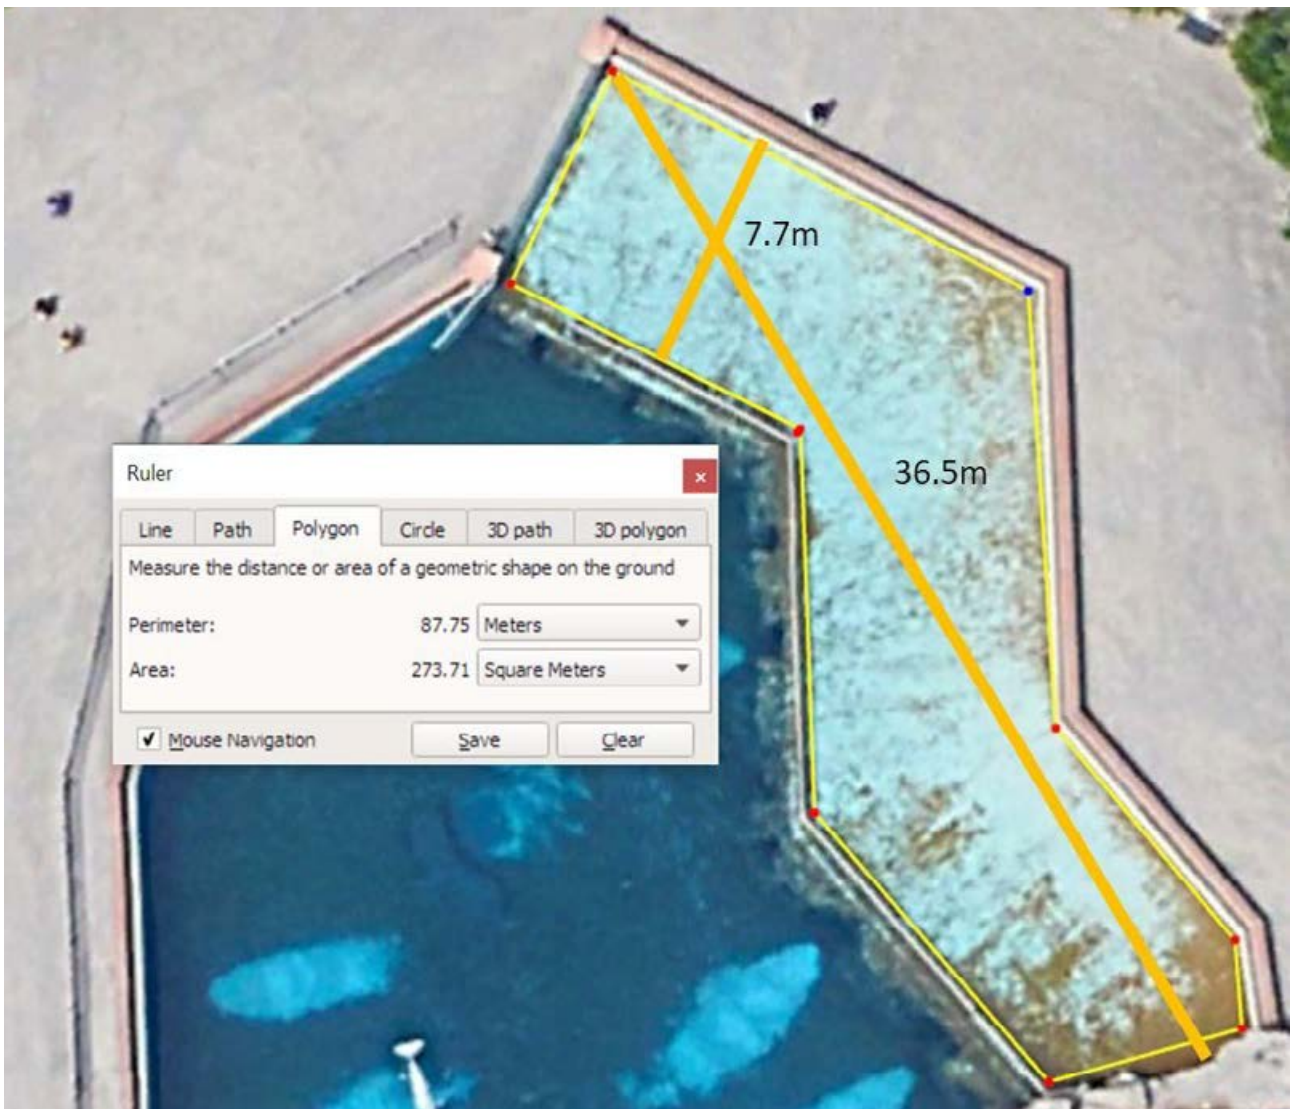 7.7m
36.5m
Ruler
Line Path Polygon Circle 3D path 3D polygon
Measure the distance or area of a geometric shape on the ground
Perimeter: 87.75 Meters
Area: 273.71 Square Meters
Mouse Navigation Save Clear